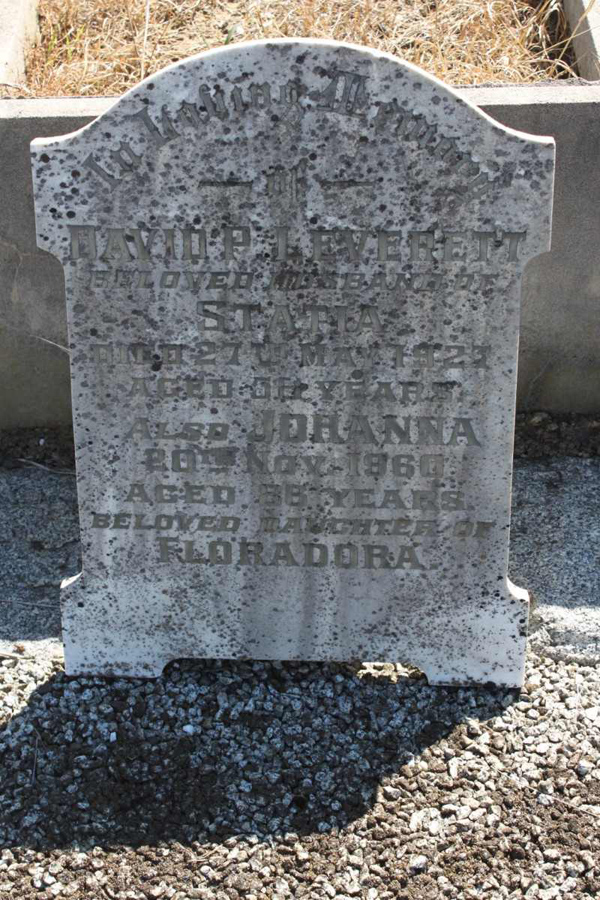 In Loving Memory
— of —
DAVID P. LEVERETT
BELOVED HUSBAND OF
STATIA
DIED 27TH MAY 1927
AGED YEARS.
ALSO JOHANNA
20TH NOV. 1960
AGED YEARS
BELOVED DAUGHTER OF
FLORADORA.